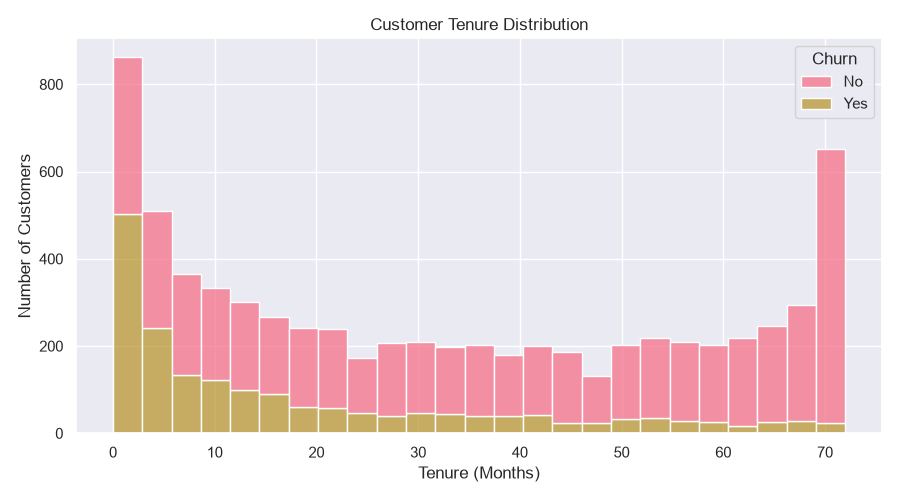 Customer Tenure Distribution
Churn
No
Yes
Number of Customers
800
600
400
200
0
0 10 20 30 40 50 60 70
Tenure (Months)